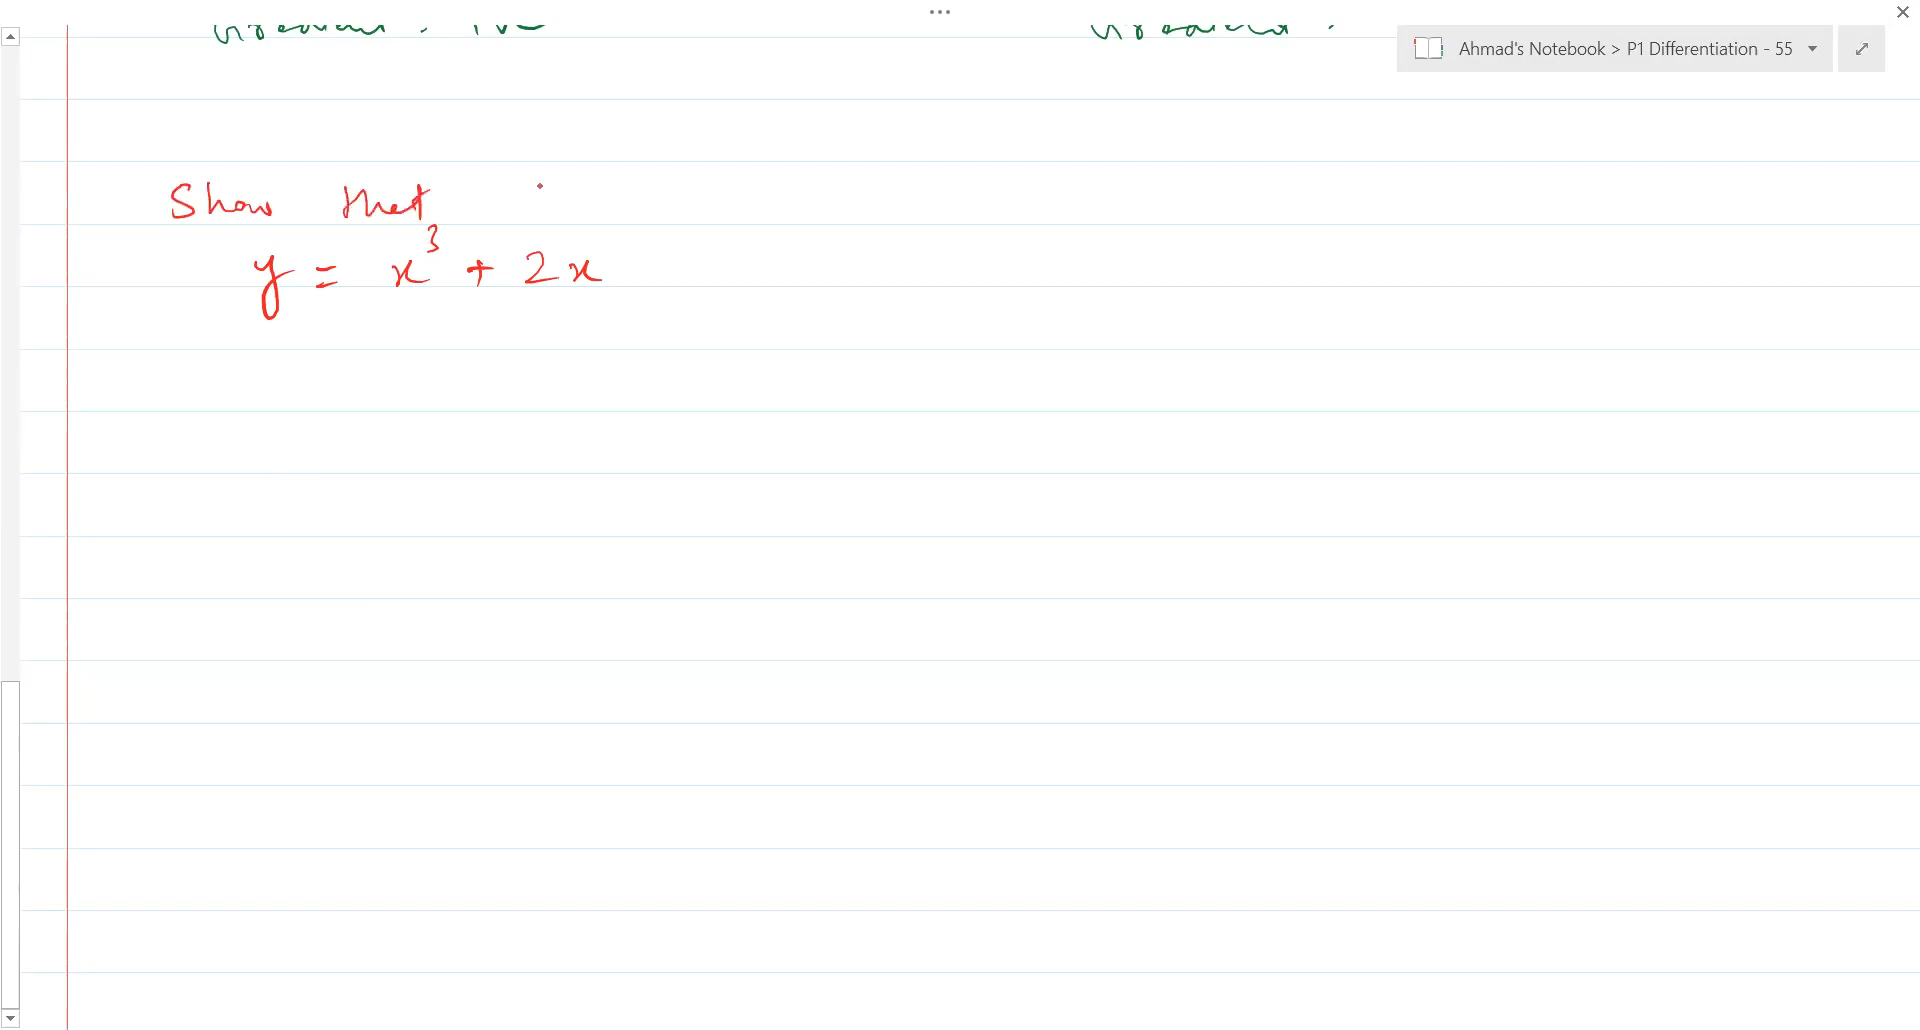 Ahmad's Notebook > P1 Differentiation - 55
Show that
y = x³ + 2x